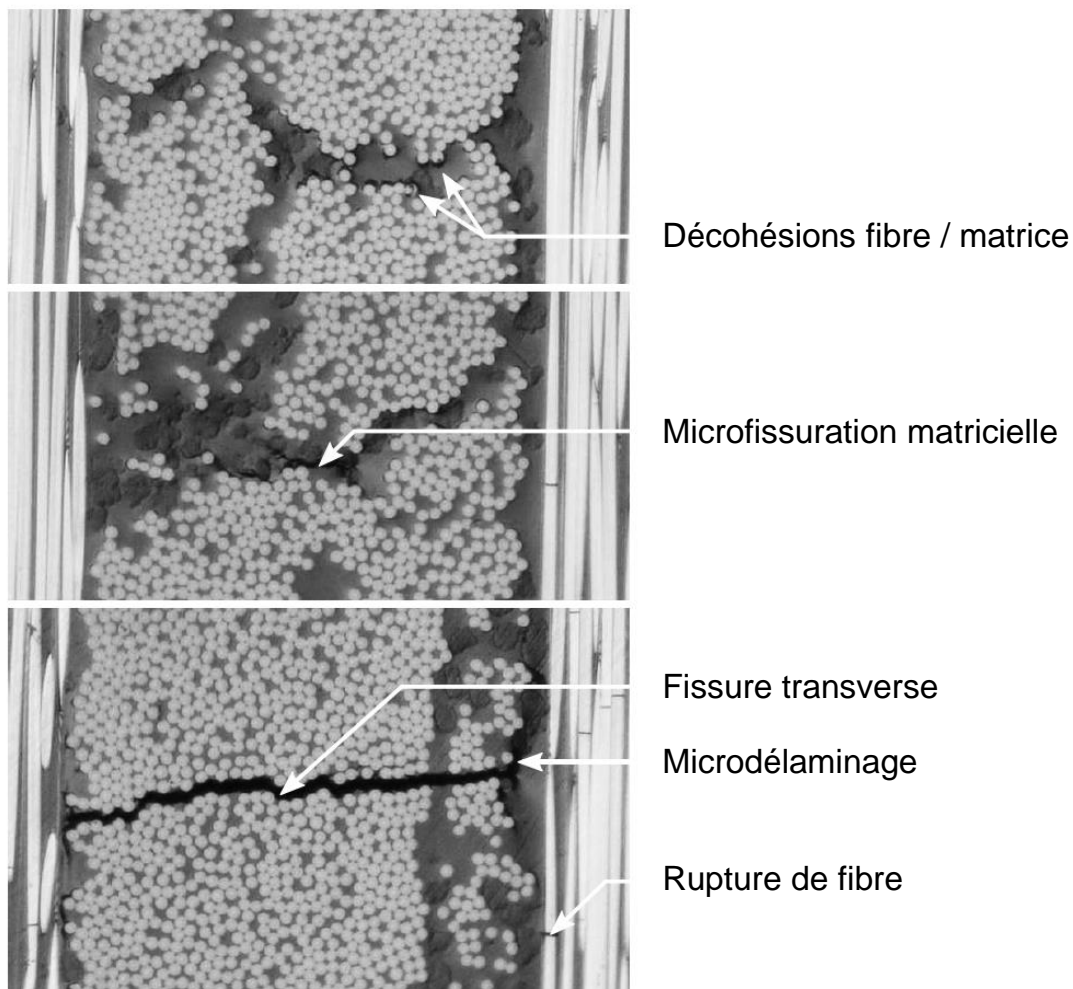 Décohésions fibre / matrice
Microfissuration matricielle
Fissure transverse
Microdélaminage
Rupture de fibre